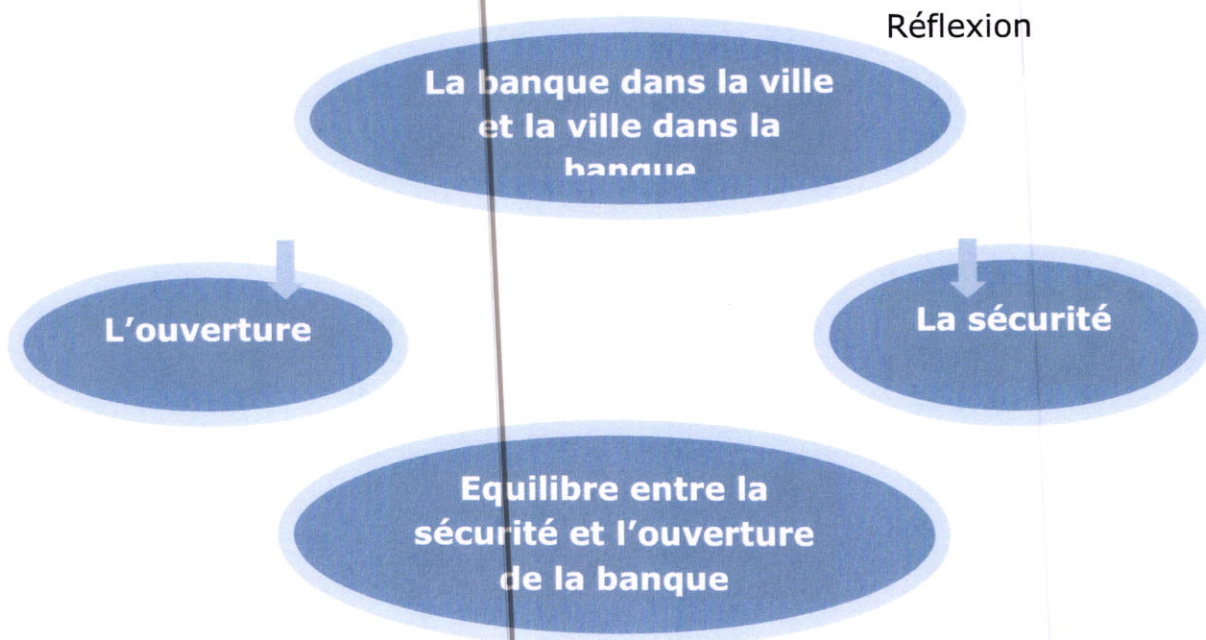 Réflexion
La banque dans la ville
et la ville dans la
banque
L'ouverture
La sécurité
Equilibre entre la
sécurité et l'ouverture
de la banque